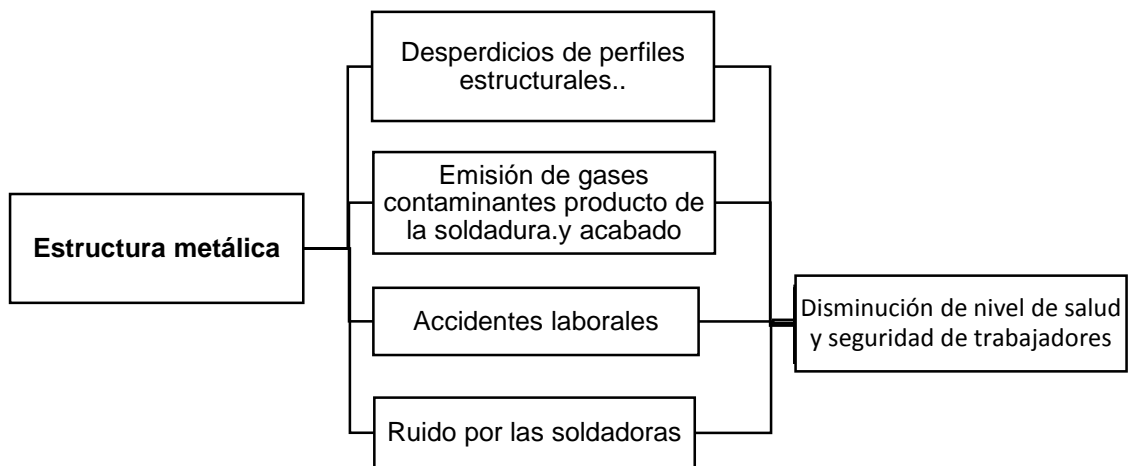 Desperdicios de perfiles
estructurales..
Emisión de gases
contaminantes producto de
la soldadura.y acabado
Estructura metálica
Accidentes laborales
Disminución de nivel de salud
y seguridad de trabajadores
Ruido por las soldadoras